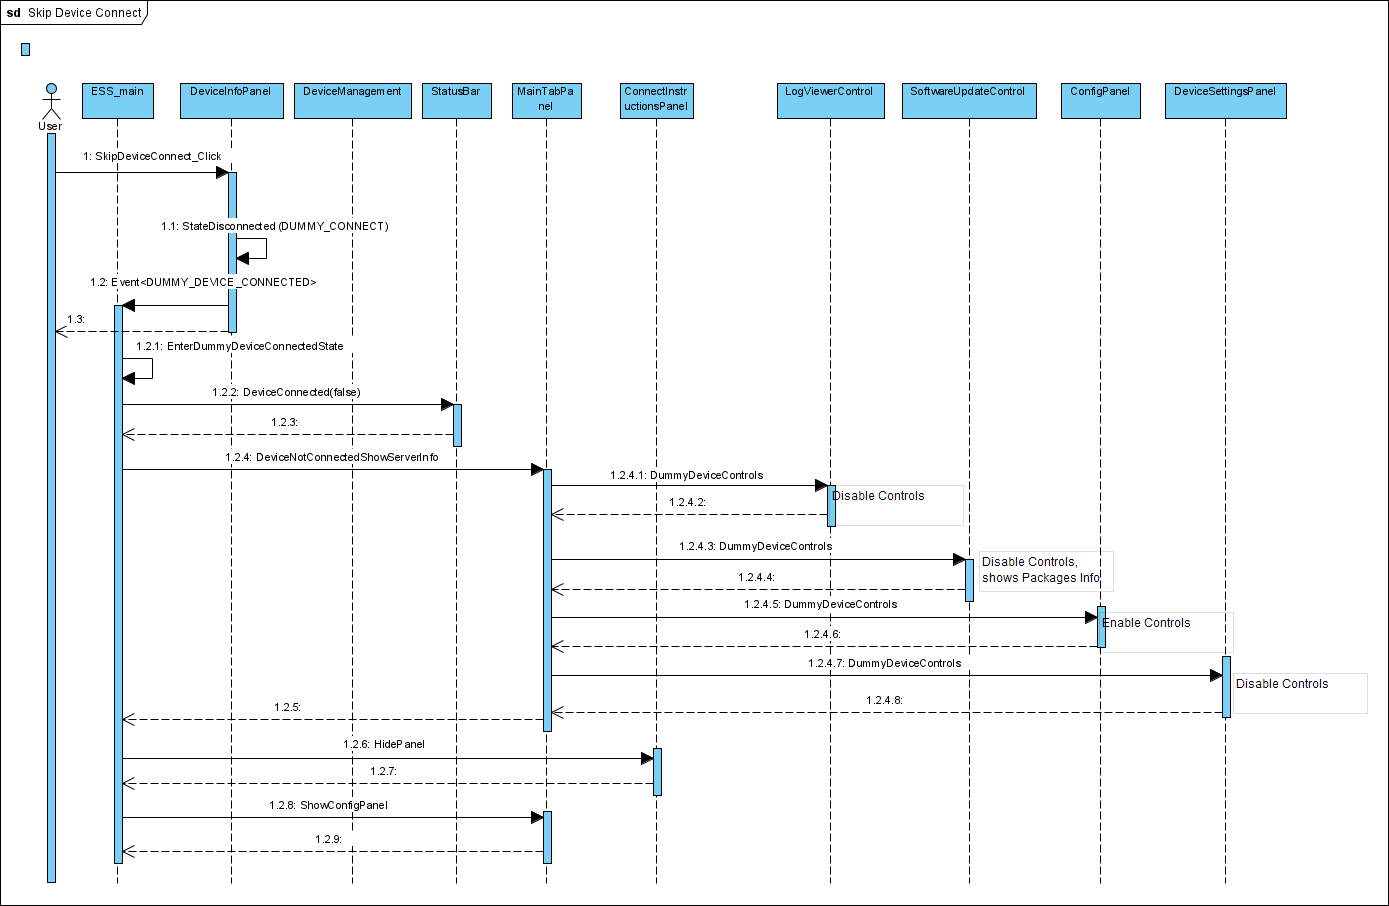 sd Skip Device Connect
User
ESS_main
DeviceInfoPanel
DeviceManagement
StatusBar
MainTabPa
nel
ConnectInstr
uctionsPanel
LogViewerControl
SoftwareUpdateControl
ConfigPanel
DeviceSettingsPanel
1: SkipDeviceConnect_Click
1.1: StateDisconnected (DUMMY_CONNECT)
1.2: Event<DUMMY_DEVICE_CONNECTED>
1.3:
1.2.1: EnterDummyDeviceConnectedState
1.2.2: DeviceConnected(false)
1.2.3:
1.2.4: DeviceNotConnectedShowServerInfo
1.2.4.1: DummyDeviceControls
Disable Controls
1.2.4.2:
1.2.4.3: DummyDeviceControls
Disable Controls,
shows Packages Info
1.2.4.4:
1.2.4.5: DummyDeviceControls
Enable Controls
1.2.4.6:
1.2.4.7: DummyDeviceControls
Disable Controls
1.2.4.8:
1.2.5:
1.2.6: HidePanel
1.2.7:
1.2.8: ShowConfigPanel
1.2.9: